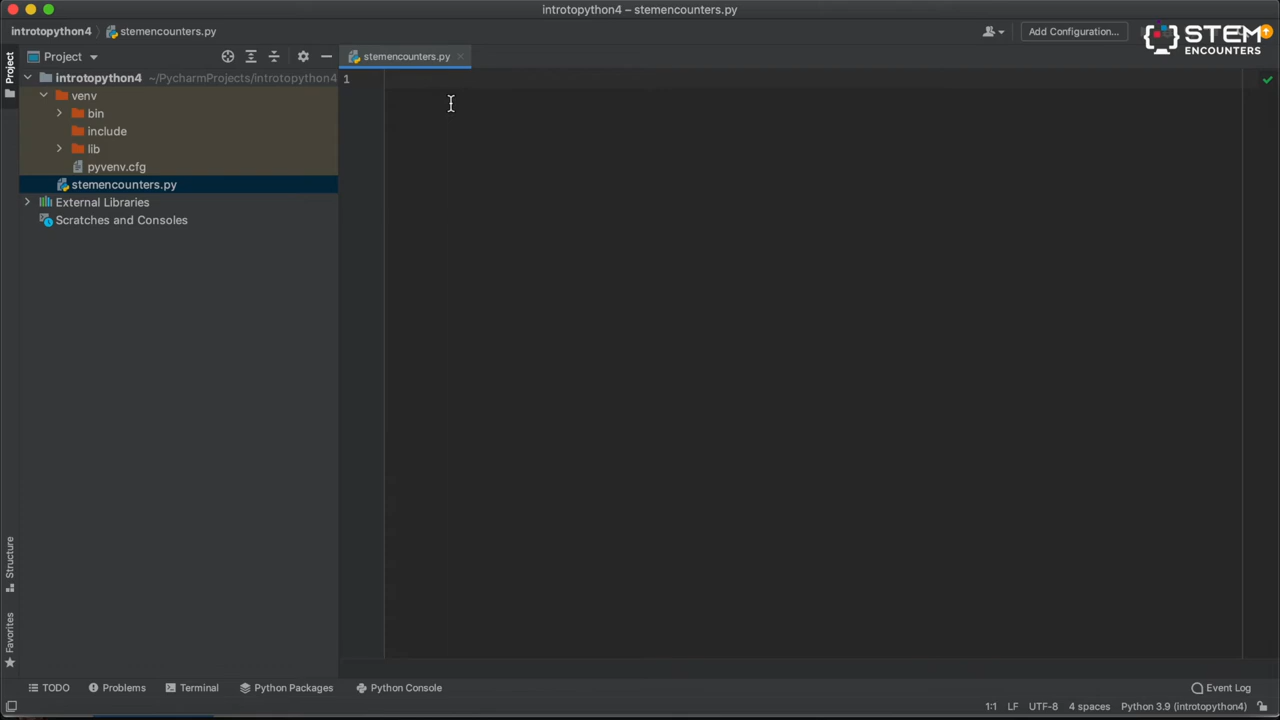 introtopython4 – stemencounters.py
introtopython4 stemencounters.py
Add Configuration...
STEM
ENCOUNTERS
Project
Project
stemencounters.py
introtopython4 ~/PycharmProjects/introtopython4
1
venv
bin
include
lib
pyvenv.cfg
stemencounters.py
External Libraries
Scratches and Consoles
Structure
Favorites
TODO Problems Terminal Python Packages Python Console Event Log
1:1 LF UTF-8 4 spaces Python 3.9 (introtopython4)